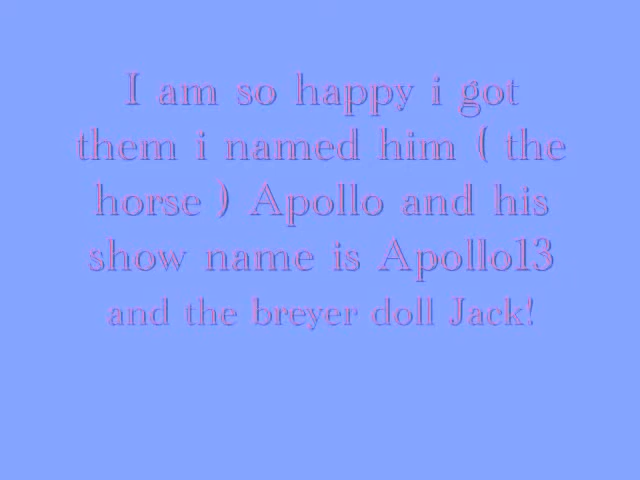 I am so happy i got
them i named him ( the
horse ) Apollo and his
show name is Apollo13
and the breyer doll Jack!